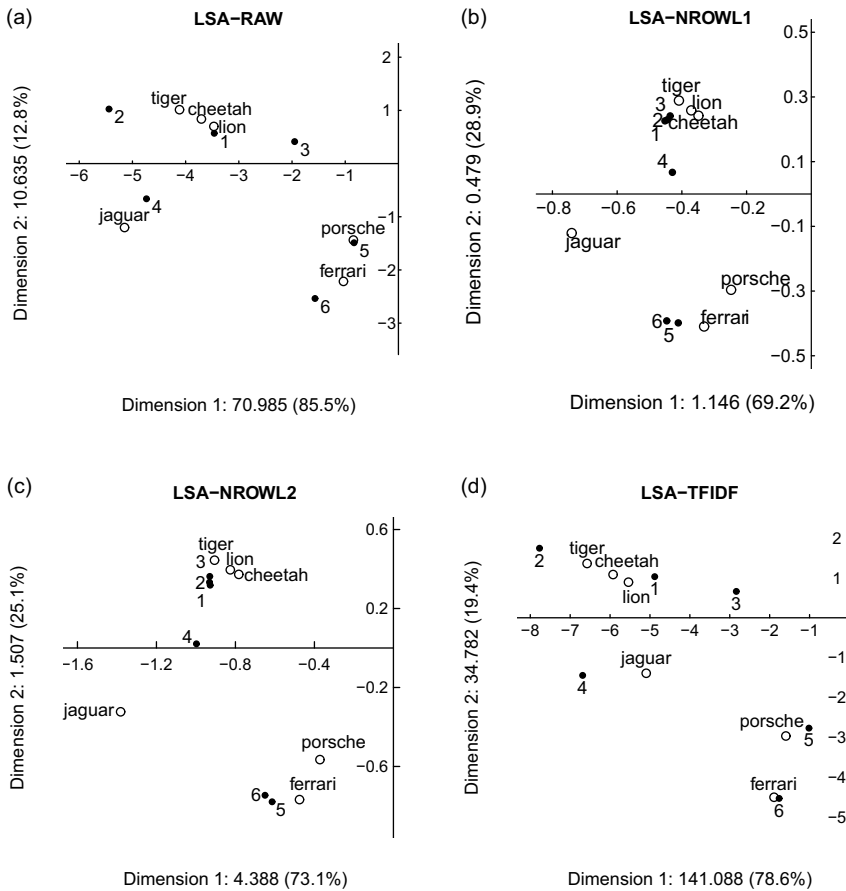 (a)
LSA−RAW
Dimension 2: 10.635 (12.8%)
2
1
−6 −5 −4 −3 −2 −1
−1
−2
−3
tiger
cheetah
lion
2
1
3
jaguar
4
porsche
5
ferrari
6
Dimension 1: 70.985 (85.5%)
(b)
LSA−NROWL1
Dimension 2: 0.479 (28.9%)
0.5
0.3
0.1
−0.8 −0.6 −0.4 −0.2
−0.1
−0.3
−0.5
tiger
3 lion
2 cheetah
1
4
jaguar
porsche
6 ferrari
5
Dimension 1: 1.146 (69.2%)
(c)
LSA−NROWL2
Dimension 2: 1.507 (25.1%)
0.6
0.2
−1.6 −1.2 −0.8 −0.4
−0.2
−0.6
tiger
3 lion
2 cheetah
1
4
jaguar
porsche
ferrari
6 5
Dimension 1: 4.388 (73.1%)
(d)
LSA−TFIDF
Dimension 2: 34.782 (19.4%)
2
1
−8 −7 −6 −5 −4 −3 −2 −1
−1
−2
−3
−4
−5
tiger cheetah
2
lion 1
3
jaguar
4
porsche
5
ferrari
6
Dimension 1: 141.088 (78.6%)